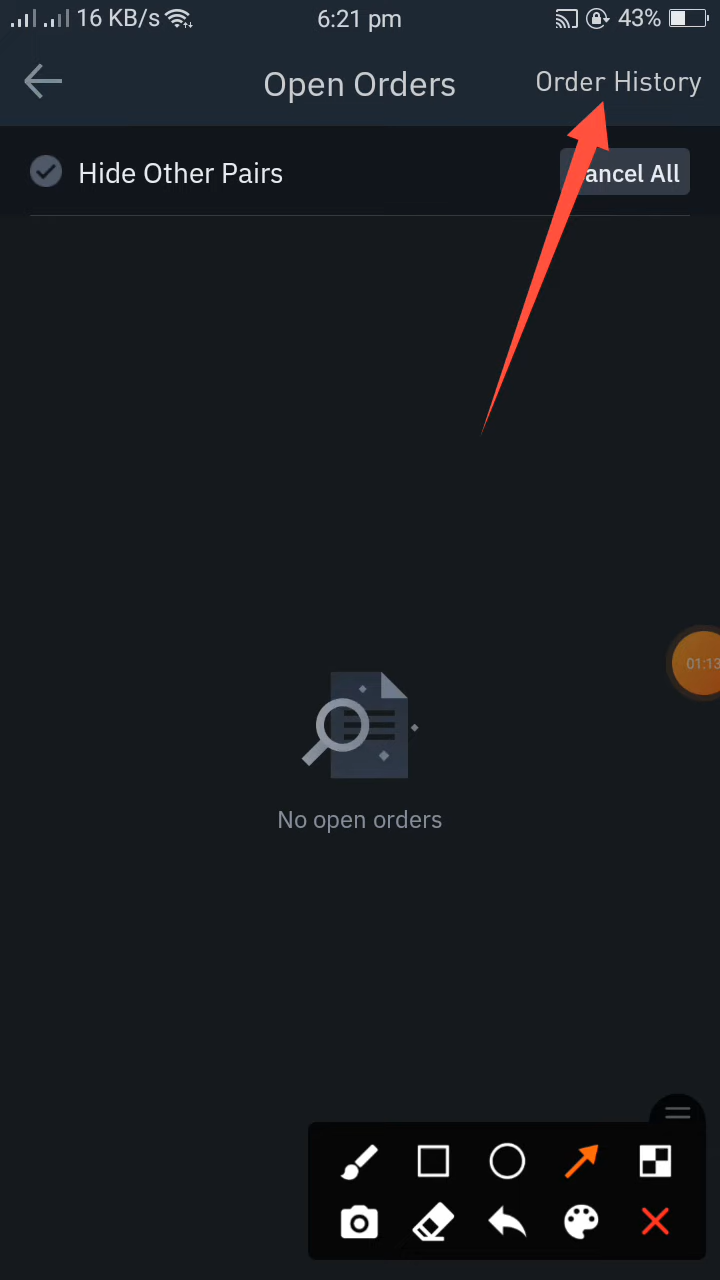 16 KB/s 6:21 pm 43%
Open Orders Order History
Hide Other Pairs ancel All
01:13
No open orders